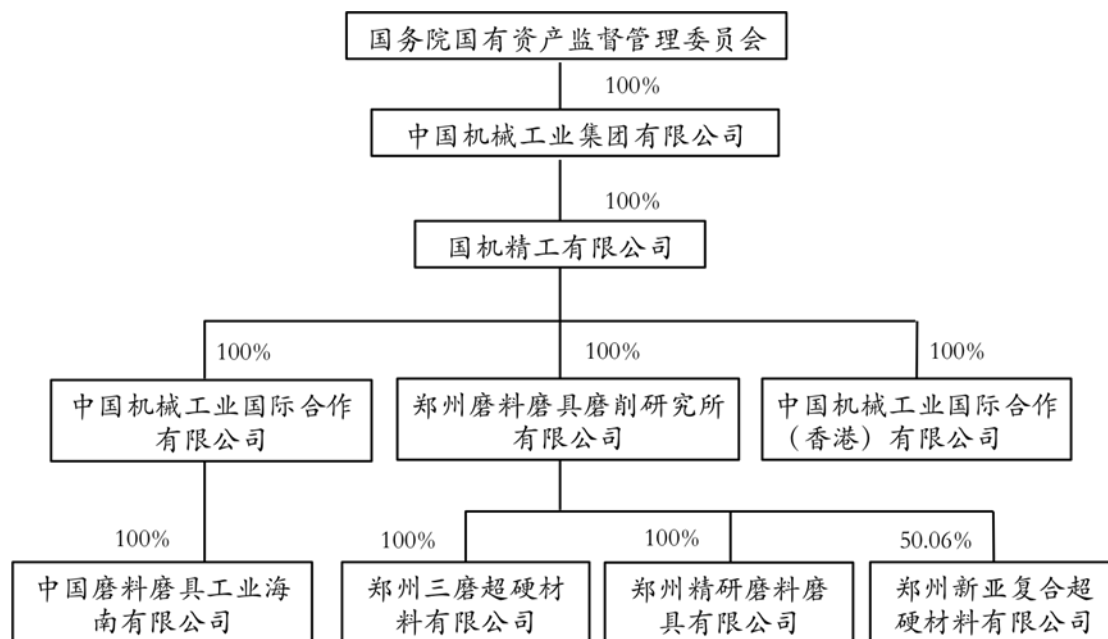 国务院国有资产监督管理委员会
100%
中国机械工业集团有限公司
100%
国机精工有限公司
100%
100%
100%
中国机械工业国际合作
有限公司
郑州磨料磨具磨削研究所
有限公司
中国机械工业国际合作
（香港）有限公司
100%
100%
100%
50.06%
中国磨料磨具工业海
南有限公司
郑州三磨超硬材
料有限公司
郑州精研磨料磨
具有限公司
郑州新亚复合超
硬材料有限公司